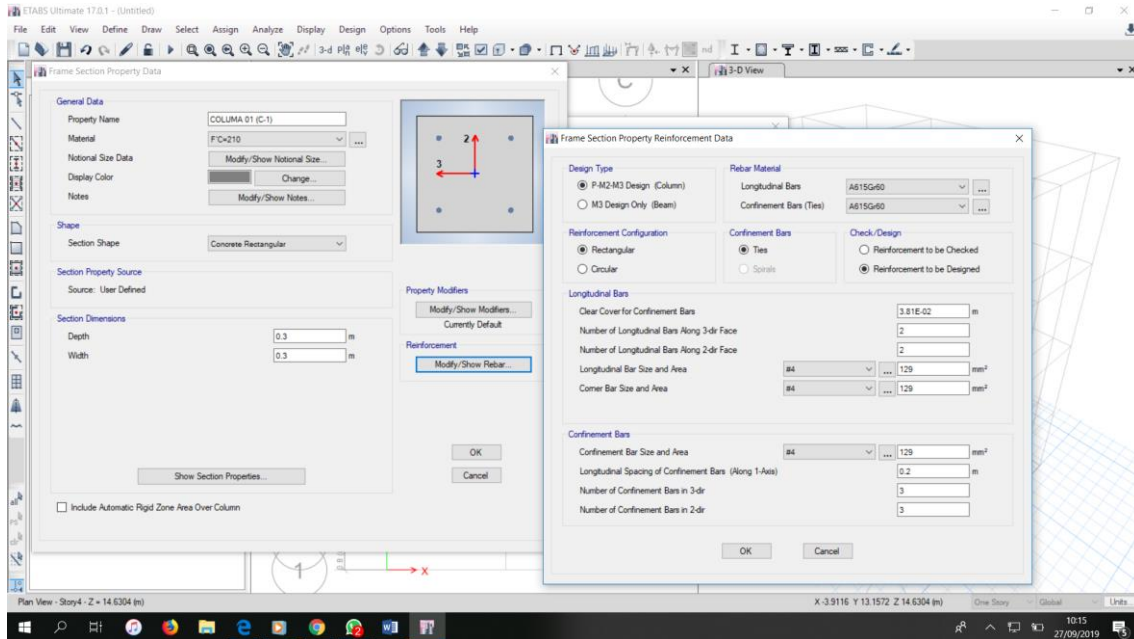 ETABS Ultimate 17.0.1 - (Untitled)
File Edit View Define Draw Select Assign Analyze Display Design Options Tools Help
3-D View
Frame Section Property Data
General Data
Property Name COLUMA 01 (C-1)
Material F'C=210 ...
Notional Size Data Modify/Show Notional Size...
Display Color Change...
Notes Modify/Show Notes...
Shape
Section Shape Concrete Rectangular
Section Property Source
Source: User Defined
Section Dimensions
Depth 0.3 m
Width 0.3 m
Show Section Properties...
Include Automatic Rigid Zone Area Over Column
2
3
Property Modifiers
Modify/Show Modifiers...
Currently Default
Reinforcement
Modify/Show Rebar...
OK
Cancel
Frame Section Property Reinforcement Data
Design Type
P-M2-M3 Design (Column)
M3 Design Only (Beam)
Rebar Material
Longitudinal Bars A615Gr60 ...
Confinement Bars (Ties) A615Gr60 ...
Reinforcement Configuration
Rectangular
Circular
Confinement Bars
Ties
Spirals
Check/Design
Reinforcement to be Checked
Reinforcement to be Designed
Longitudinal Bars
Clear Cover for Confinement Bars 3.81E-02 m
Number of Longitudinal Bars Along 3-dir Face 2
Number of Longitudinal Bars Along 2-dir Face 2
Longitudinal Bar Size and Area #4 ... 129 mm²
Corner Bar Size and Area #4 ... 129 mm²
Confinement Bars
Confinement Bar Size and Area #4 ... 129 mm²
Longitudinal Spacing of Confinement Bars (Along 1-Axis) 0.2 m
Number of Confinement Bars in 3-dir 3
Number of Confinement Bars in 2-dir 3
OK Cancel
C
1
X
Plan View - Story4 - Z = 14.6304 (m)
X -3.9116 Y 13.1572 Z 14.6304 (m) One Story Global Units...
10:15
27/09/2019